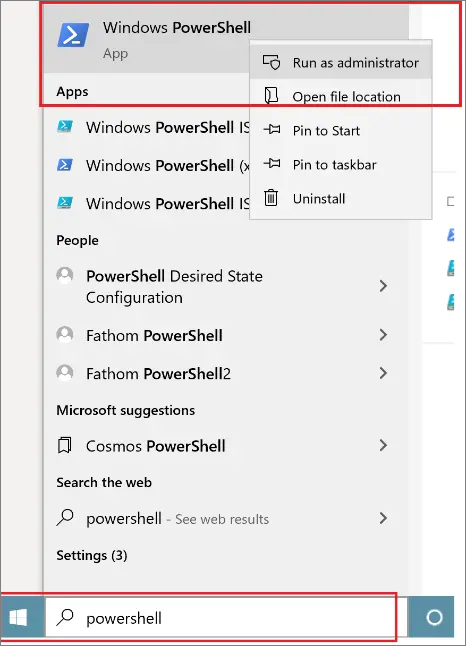 Windows PowerShell
App
Run as administrator
Apps
Open file location
Windows PowerShell
Pin to Start
Windows PowerShell
Pin to taskbar
Windows PowerShell
Uninstall
People
PowerShell Desired State
Configuration
Fathom PowerShell
Fathom PowerShell2
Microsoft suggestions
Cosmos PowerShell
Search the web
powershell - See web results
Settings (3)
powershell